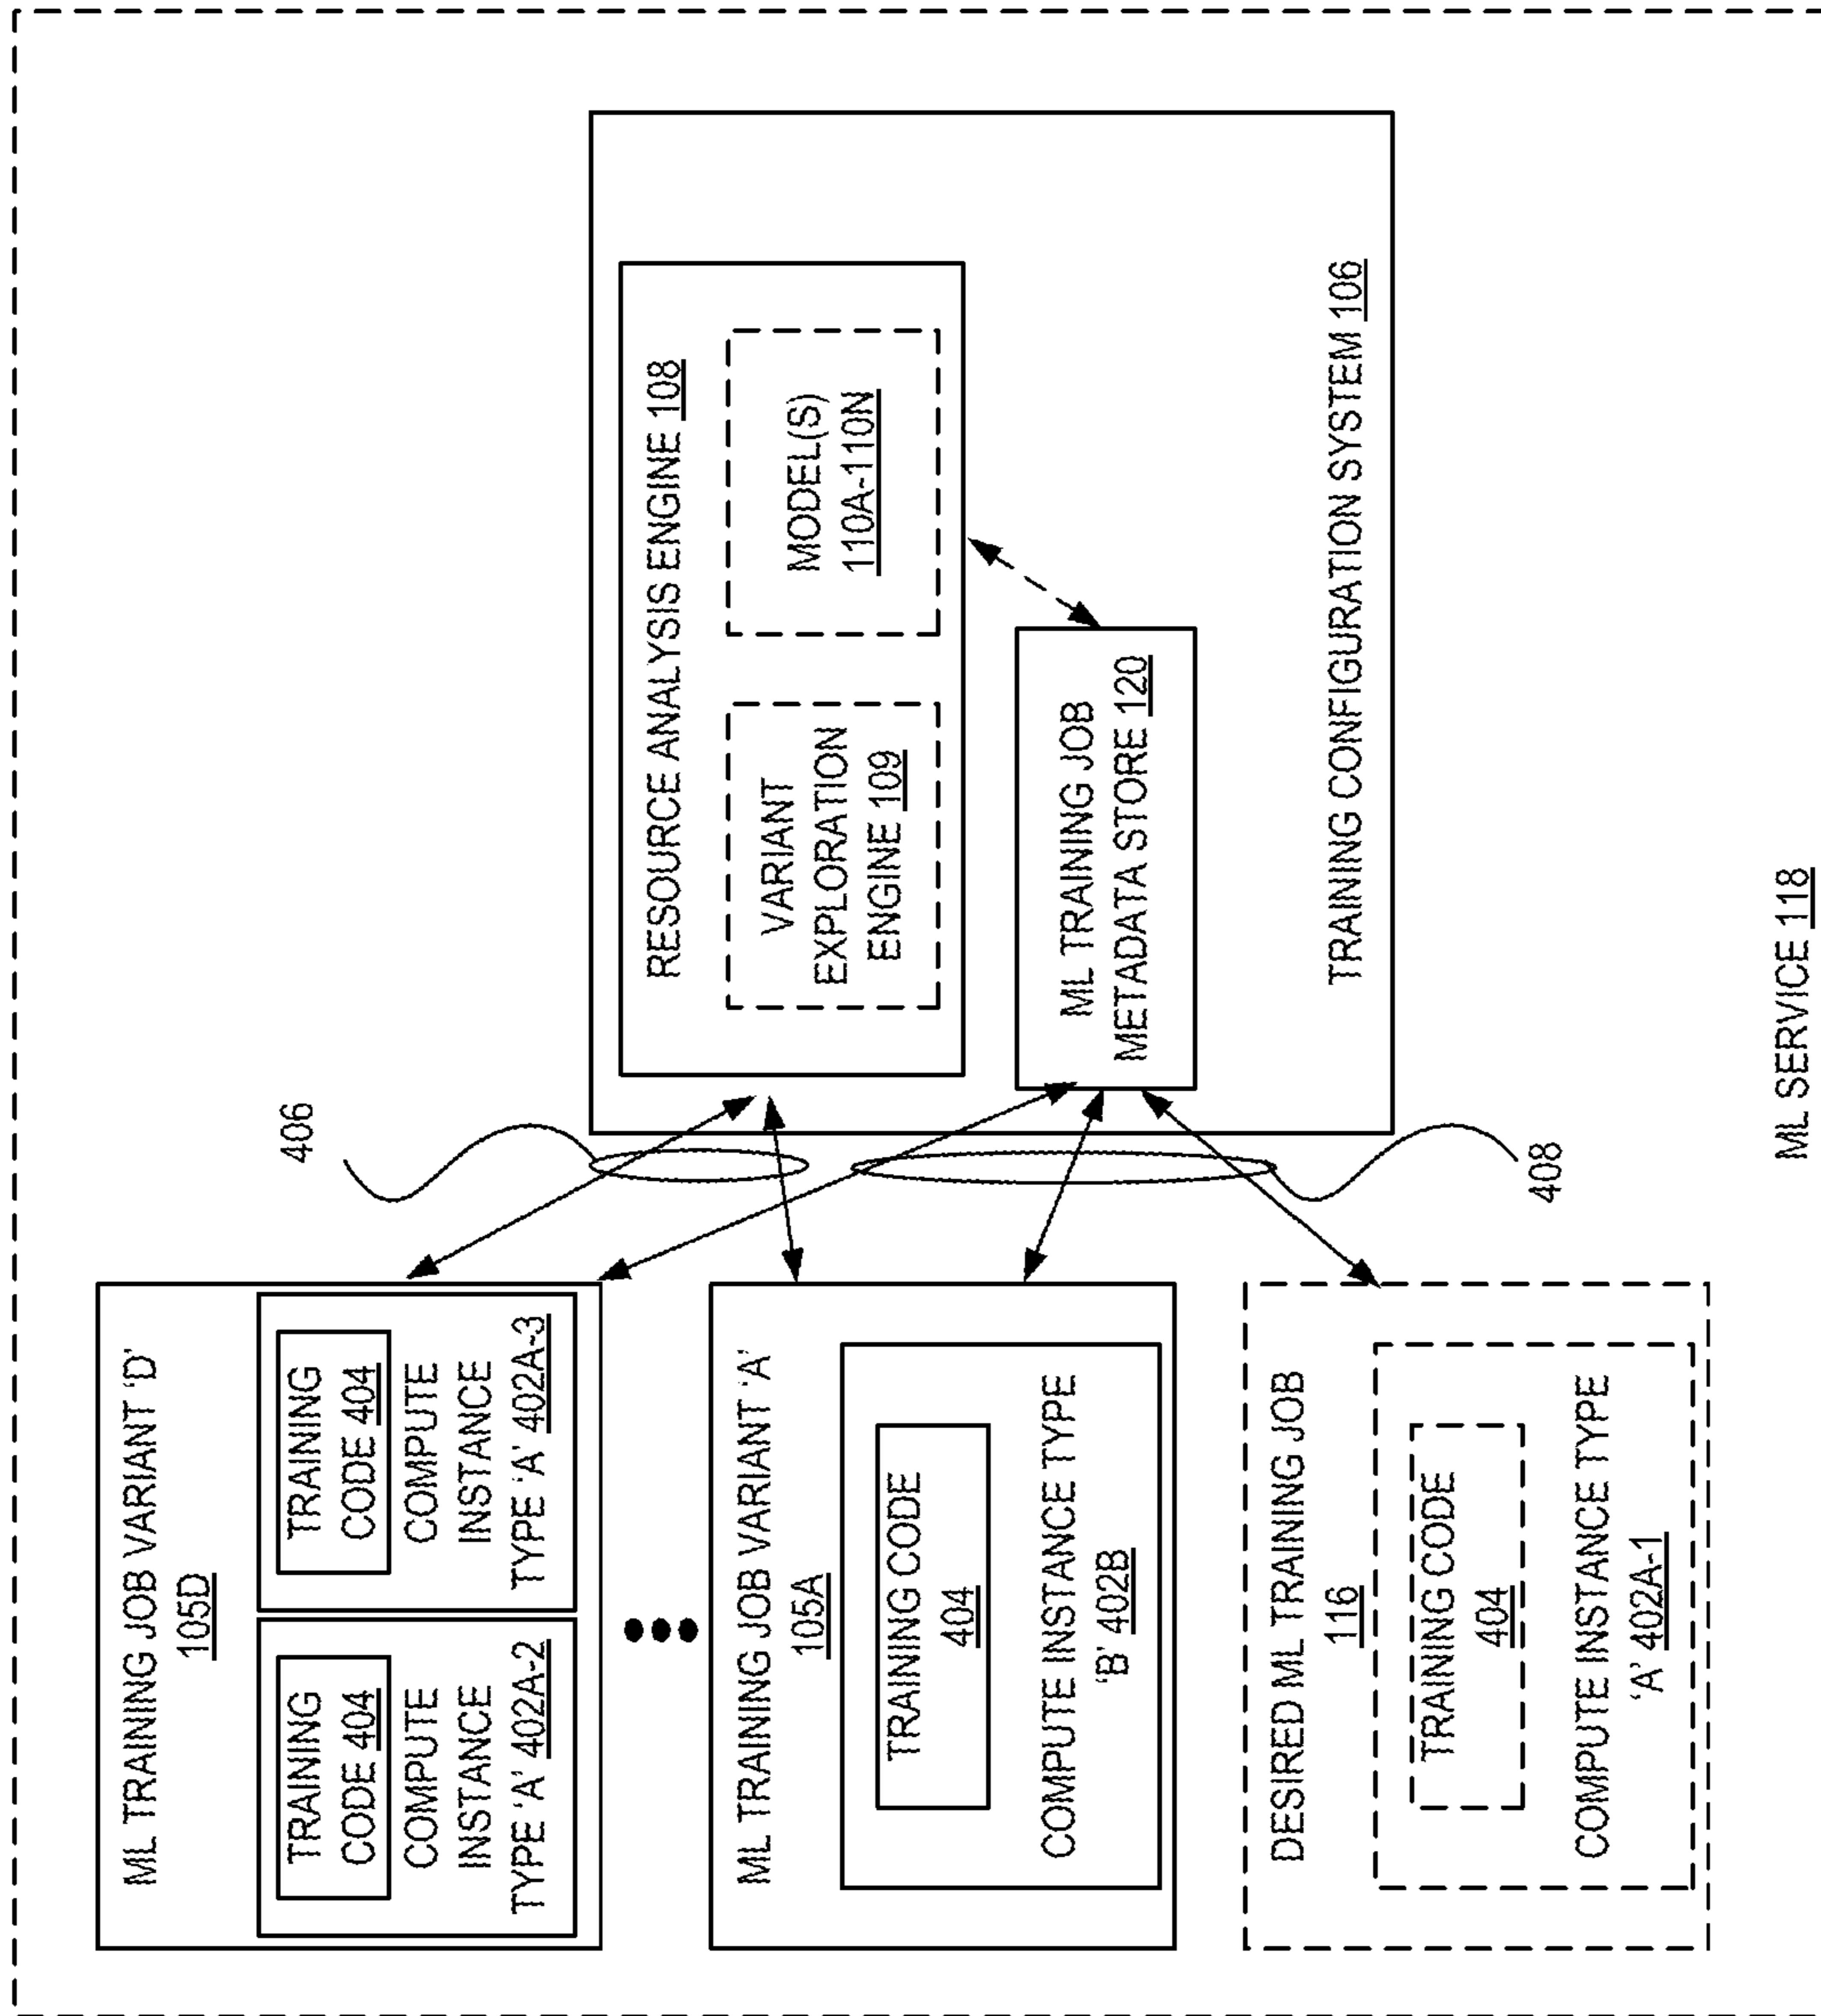 ML TRAINING JOB VARIANT 'D'
105D
TRAINING
CODE 404
COMPUTE
INSTANCE
TYPE 'A' 402A-2
TRAINING
CODE 404
COMPUTE
INSTANCE
TYPE 'A' 402A-3
ML TRAINING JOB VARIANT 'A'
105A
TRAINING CODE
404
COMPUTE INSTANCE TYPE
'B' 402B
DESIRED ML TRAINING JOB
116
TRAINING CODE
404
COMPUTE INSTANCE TYPE
'A' 402A-1
406
408
RESOURCE ANALYSIS ENGINE 108
VARIANT
EXPLORATION
ENGINE 109
MODEL(S)
110A-110N
ML TRAINING JOB
METADATA STORE 120
TRAINING CONFIGURATION SYSTEM 106
ML SERVICE 118